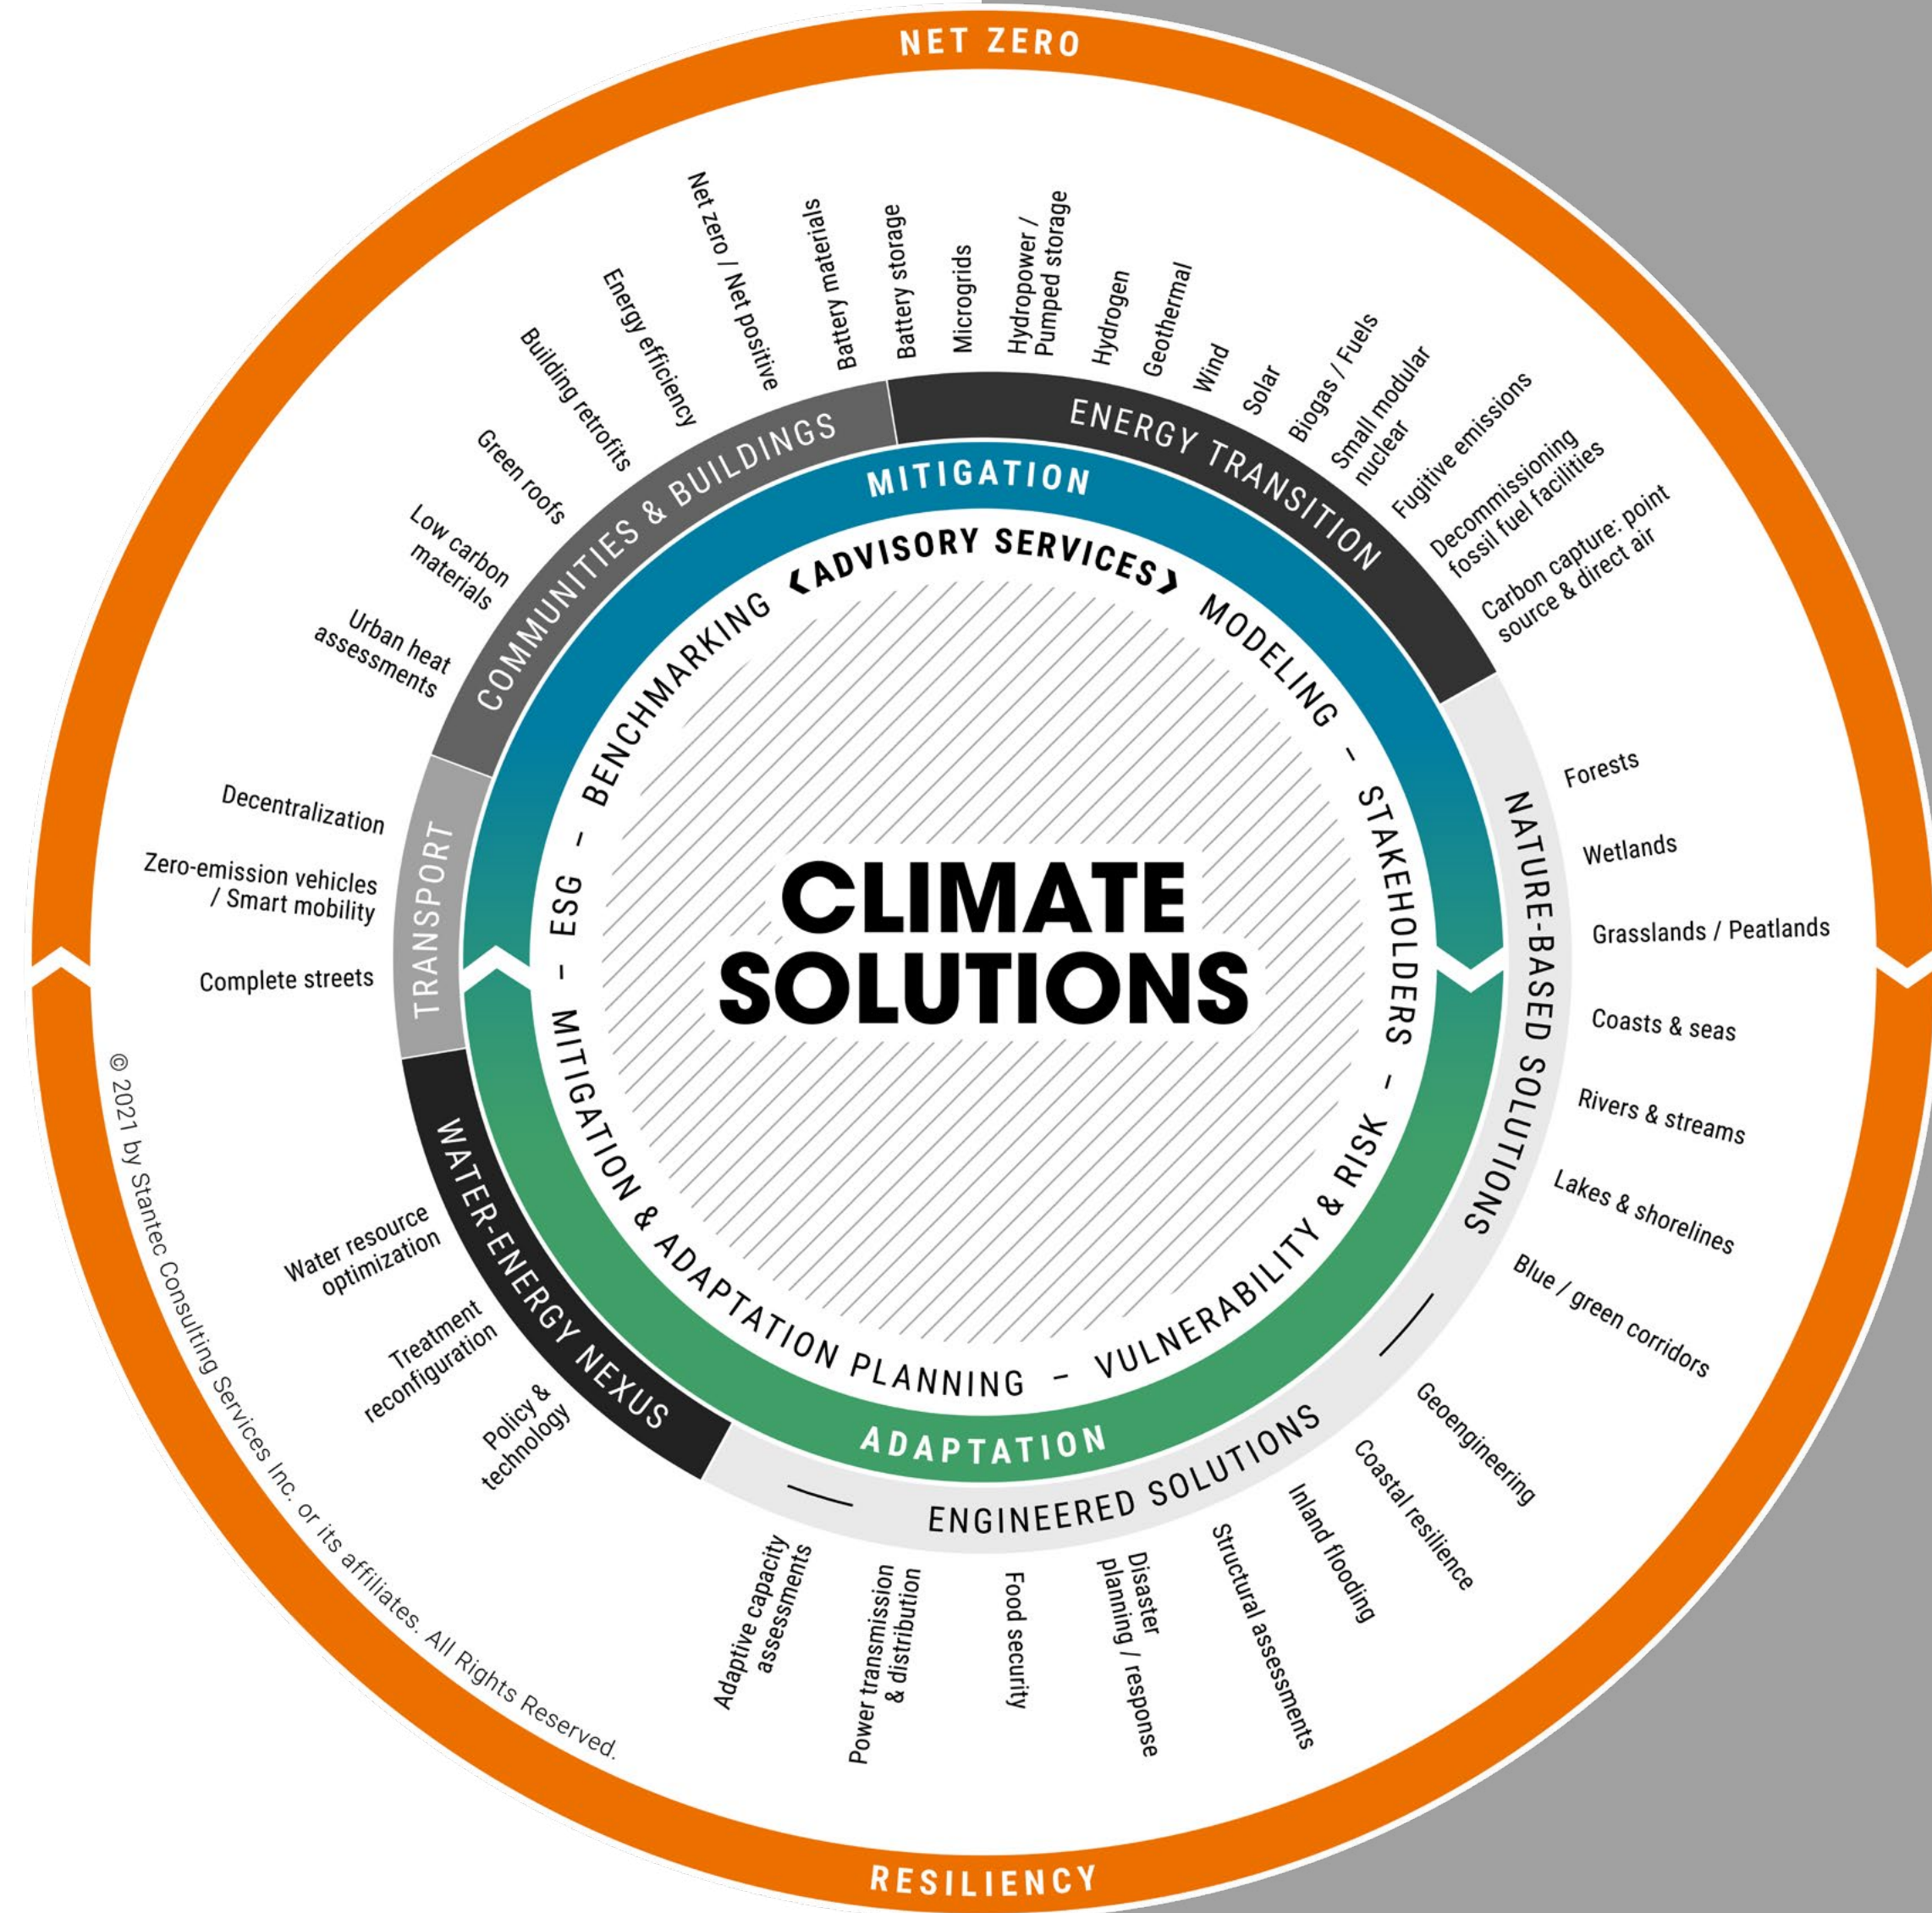 NET ZERO
Net zero / Net positive
Battery materials
Battery storage
Microgrids
Hydropower /
Pumped storage
Hydrogen
Geothermal
Wind
Solar
Biogas / Fuels
Small modular
nuclear
Fugitive emissions
Decommissioning
fossil fuel facilities
Carbon capture: point
source & direct air
Energy efficiency
Building retrofits
Green roofs
Low carbon
materials
Urban heat
assessments
COMMUNITIES & BUILDINGS
ENERGY TRANSITION
MITIGATION
‹ADVISORY SERVICES›
MODELING – STAKEHOLDERS – VULNERABILITY & RISK – MITIGATION & ADAPTATION PLANNING – ESG – BENCHMARKING
CLIMATE
SOLUTIONS
Decentralization
Zero-emission vehicles
/ Smart mobility
Complete streets
TRANSPORT
NATURE-BASED SOLUTIONS
Forests
Wetlands
Grasslands / Peatlands
Coasts & seas
Rivers & streams
Lakes & shorelines
Blue / green corridors
WATER-ENERGY NEXUS
Water resource
optimization
Treatment
reconfiguration
Policy &
technology
ADAPTATION
— ENGINEERED SOLUTIONS —
Adaptive capacity
assessments
Power transmission
& distribution
Food security
Disaster
planning / response
Structural assessments
Inland flooding
Coastal resilience
Geoengineering
© 2021 by Stantec Consulting Services Inc. or its affiliates. All Rights Reserved.
RESILIENCY